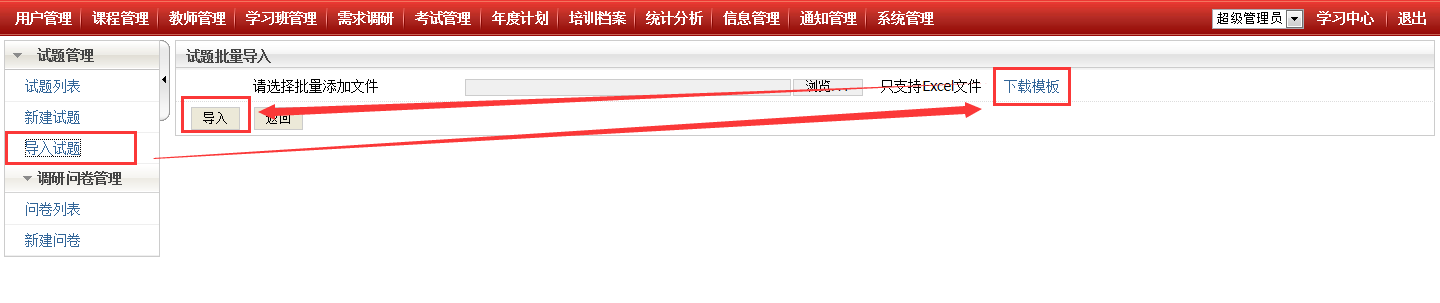 用户管理 课程管理 教师管理 学习班管理 需求调研 考试管理 年度计划 培训档案 统计分析 信息管理 通知管理 系统管理 超级管理员 学习中心 退出
试题管理
试题列表
新建试题
导入试题
调研问卷管理
问卷列表
新建问卷
试题批量导入
请选择批量添加文件 浏览... 只支持Excel文件 下载模板
导入 返回